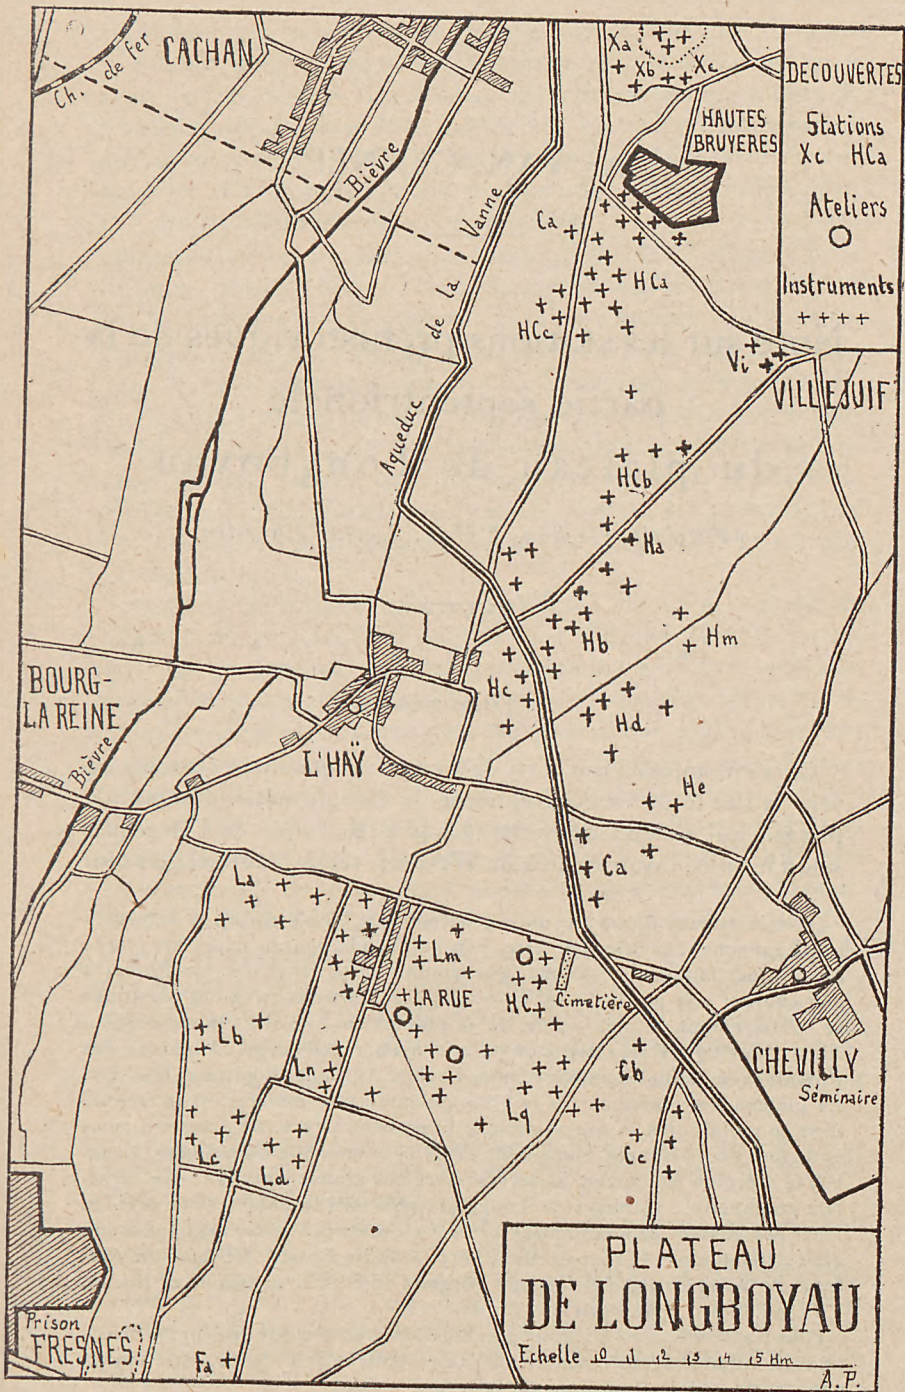 CACHAN
Ch. de fer
Bièvre
Aqueduc de la Vanne
Xa
Xb
Xc
HAUTES
BRUYERES
DECOUVERTES
Stations
Xc HCa
Ateliers
Instruments
++++
Ca
HCa
HCc
Vi
VILLEJUIF
HCb
Ha
Hb
Hm
Hc
Hd
He
Ca
BOURG-
LA REINE
Bièvre
L'HAŸ
La
Lm
LA RUE
HC
Cimetière
Lb
Ln
Lq
Cb
CHEVILLY
Séminaire
Lc
Ld
Cc
Prison
FRESNES
Fa
PLATEAU
DE LONGBOYAU
Echelle 0 1 2 3 4 5 Hm
A.P.